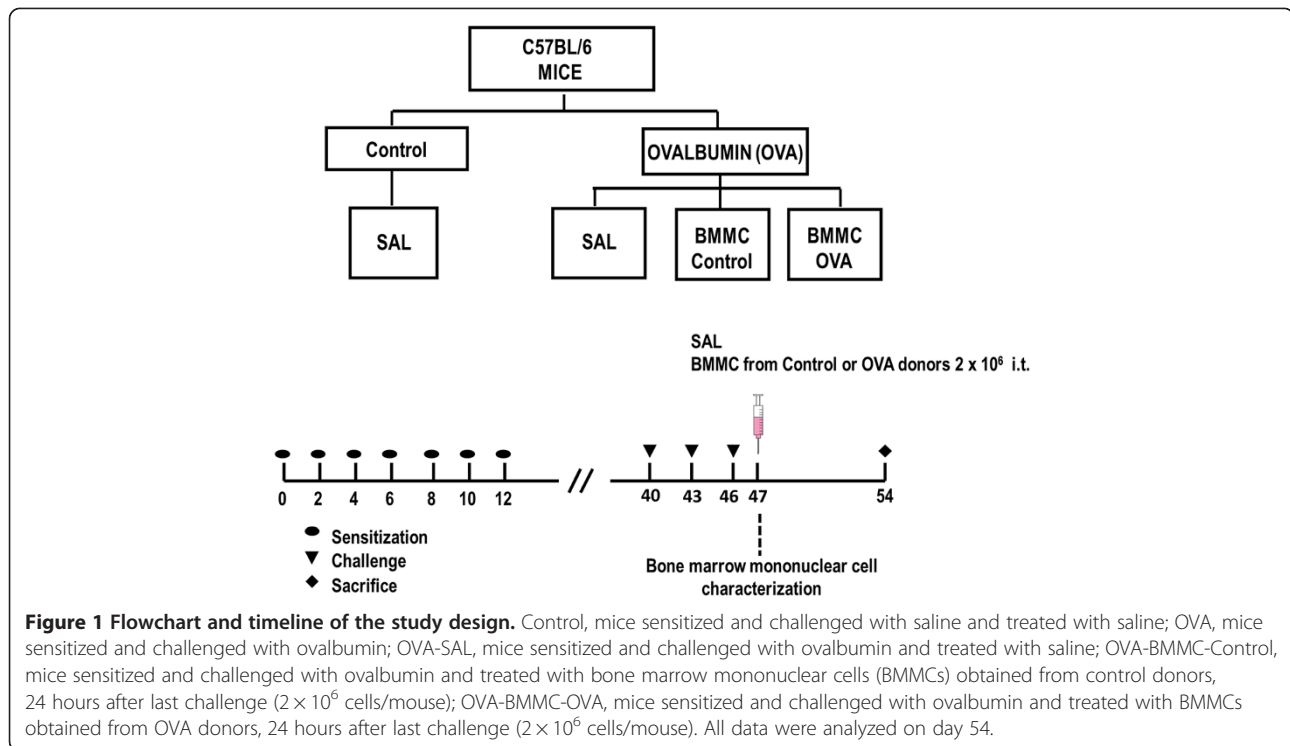 C57BL/6
MICE
Control
OVALBUMIN (OVA)
SAL
SAL
BMMC
Control
BMMC
OVA
SAL
BMMC from Control or OVA donors 2 x 10⁶ i.t.
0 2 4 6 8 10 12 // 40 43 46 47 54
Sensitization
Challenge
Sacrifice
Bone marrow mononuclear cell
characterization
Figure 1 Flowchart and timeline of the study design. Control, mice sensitized and challenged with saline and treated with saline; OVA, mice
sensitized and challenged with ovalbumin; OVA-SAL, mice sensitized and challenged with ovalbumin and treated with saline; OVA-BMMC-Control,
mice sensitized and challenged with ovalbumin and treated with bone marrow mononuclear cells (BMMCs) obtained from control donors,
24 hours after last challenge (2 × 10⁶ cells/mouse); OVA-BMMC-OVA, mice sensitized and challenged with ovalbumin and treated with BMMCs
obtained from OVA donors, 24 hours after last challenge (2 × 10⁶ cells/mouse). All data were analyzed on day 54.